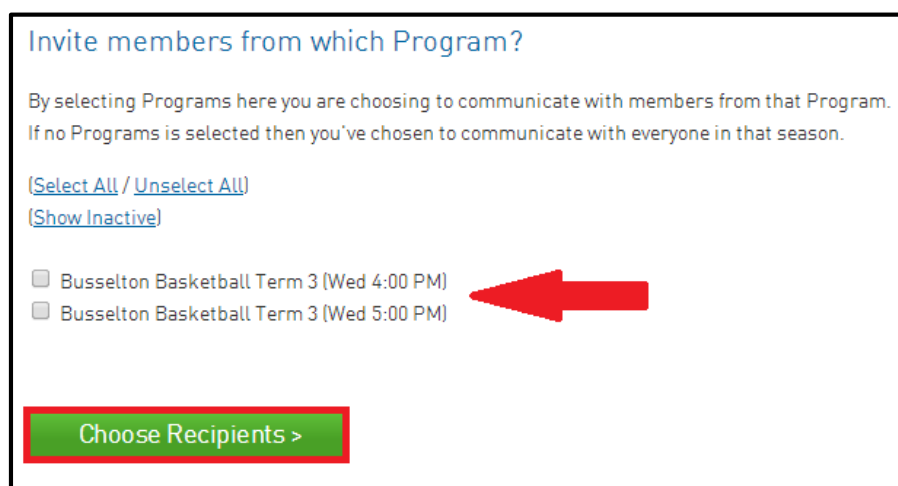 Invite members from which Program?
By selecting Programs here you are choosing to communicate with members from that Program.
If no Programs is selected then you've chosen to communicate with everyone in that season.
(Select All / Unselect All)
(Show Inactive)
Busselton Basketball Term 3 (Wed 4:00 PM)
Busselton Basketball Term 3 (Wed 5:00 PM)
Choose Recipients >